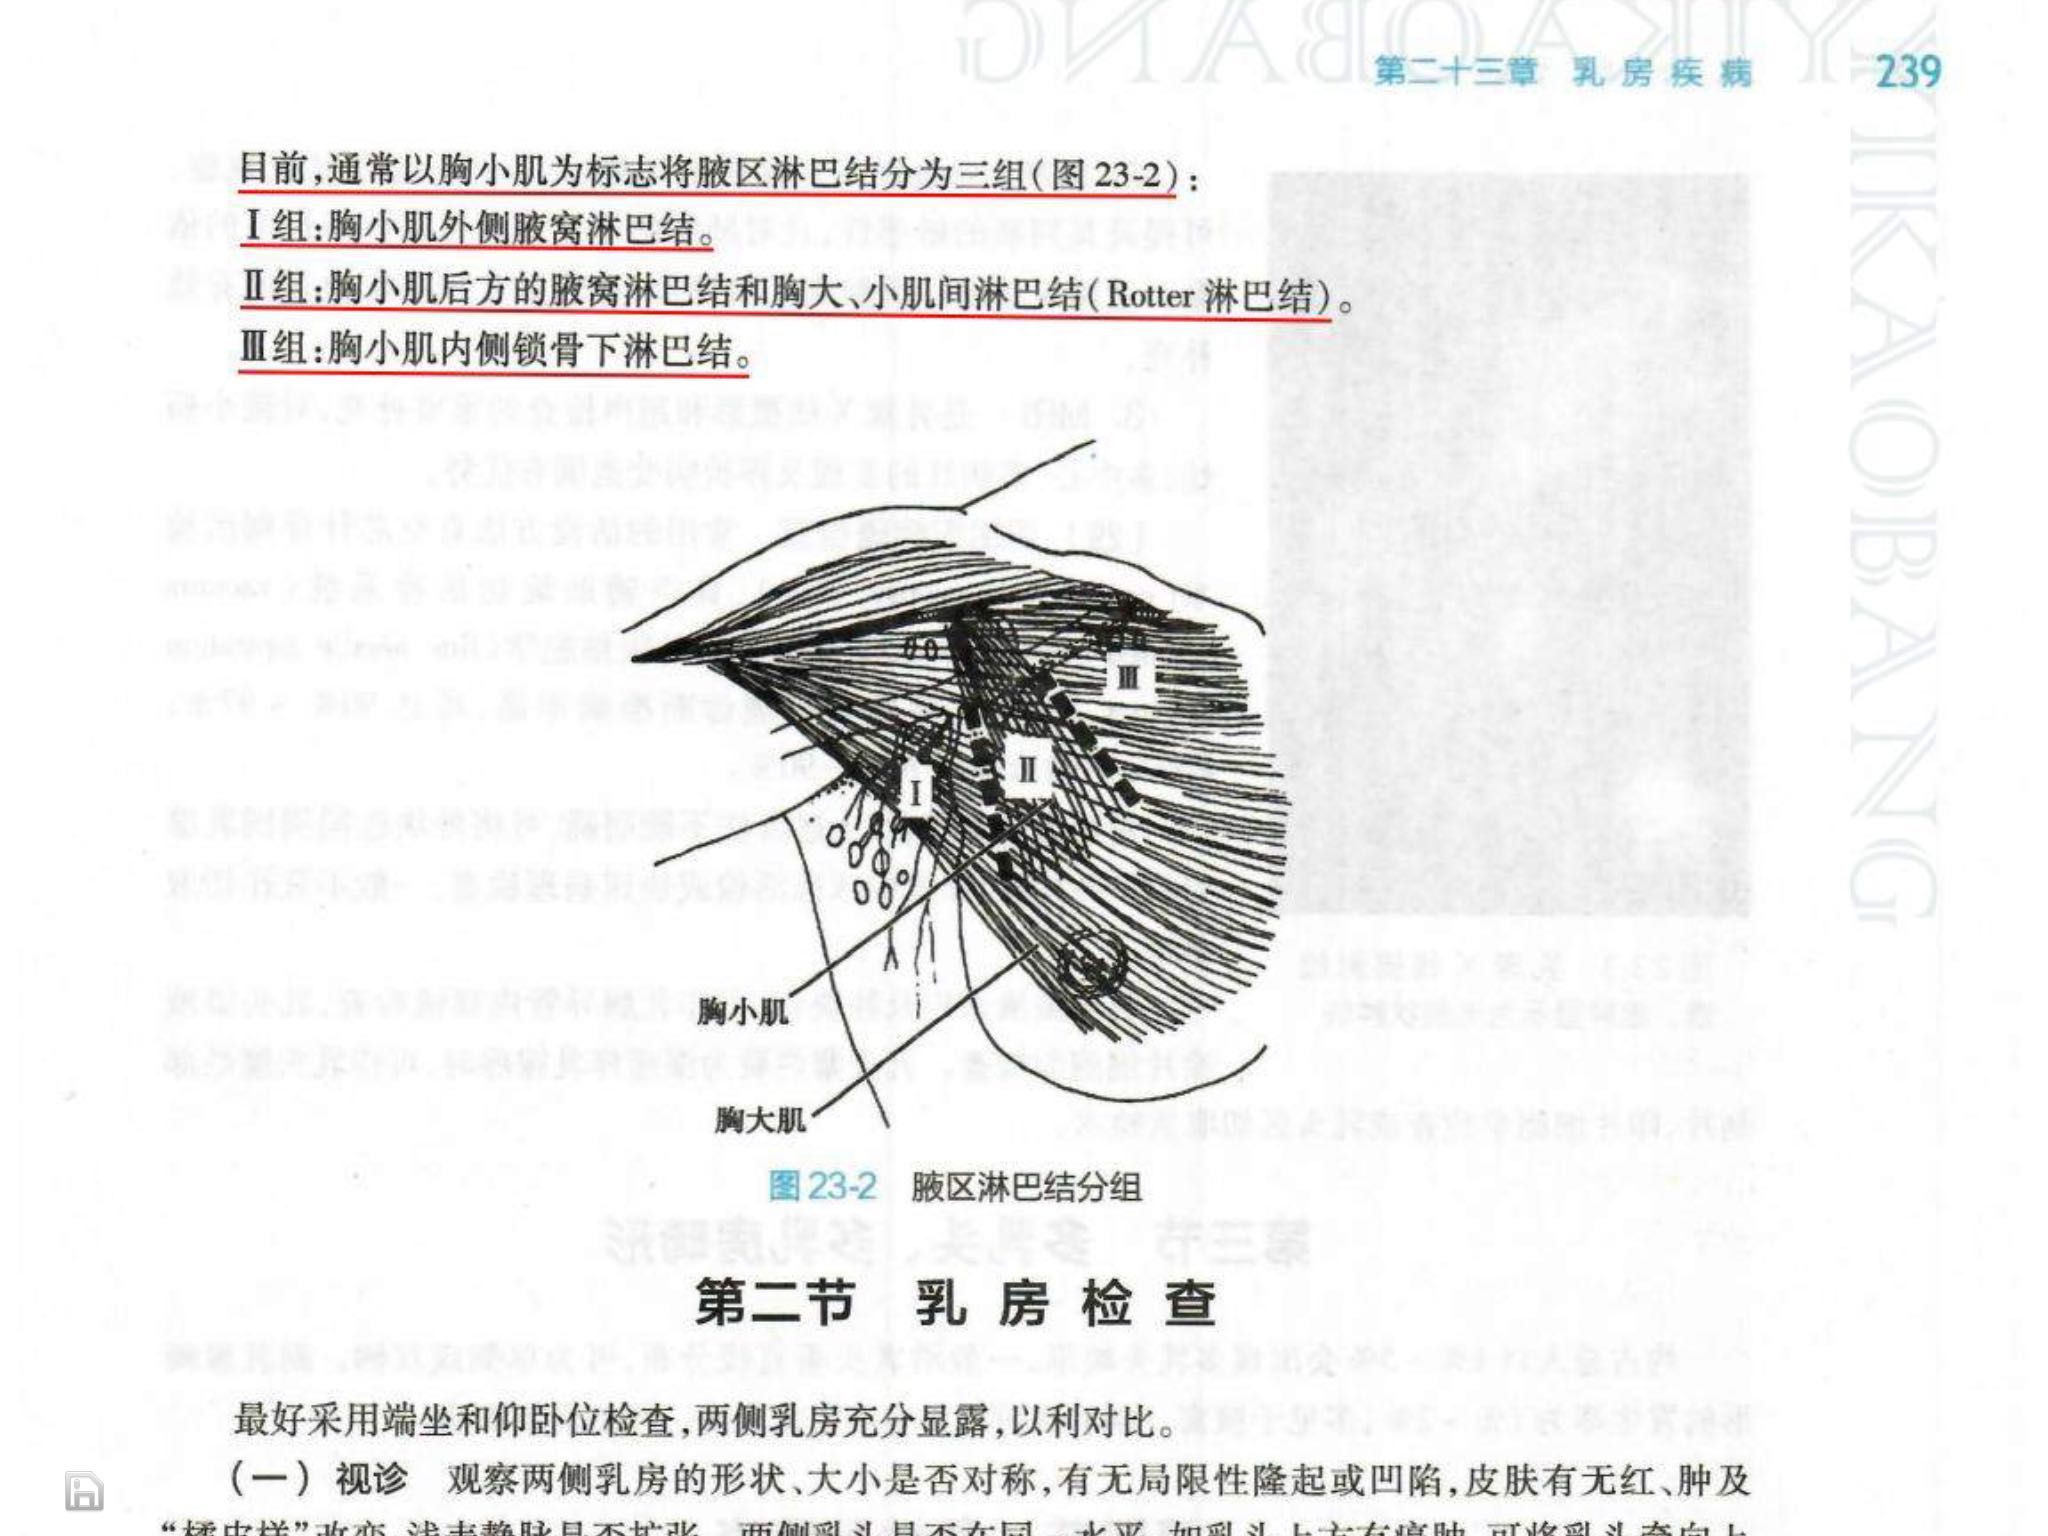 YIKAOBANG
第二十三章 乳房疾病 239
目前,通常以胸小肌为标志将腋区淋巴结分为三组(图 23-2):
Ⅰ组:胸小肌外侧腋窝淋巴结。
Ⅱ组:胸小肌后方的腋窝淋巴结和胸大、小肌间淋巴结(Rotter 淋巴结)。
Ⅲ组:胸小肌内侧锁骨下淋巴结。
Ⅲ
Ⅱ
Ⅰ
胸小肌
胸大肌
图 23-2 腋区淋巴结分组
第二节 乳房检查
最好采用端坐和仰卧位检查,两侧乳房充分显露,以利对比。
(一)视诊 观察两侧乳房的形状、大小是否对称,有无局限性隆起或凹陷,皮肤有无红、肿及